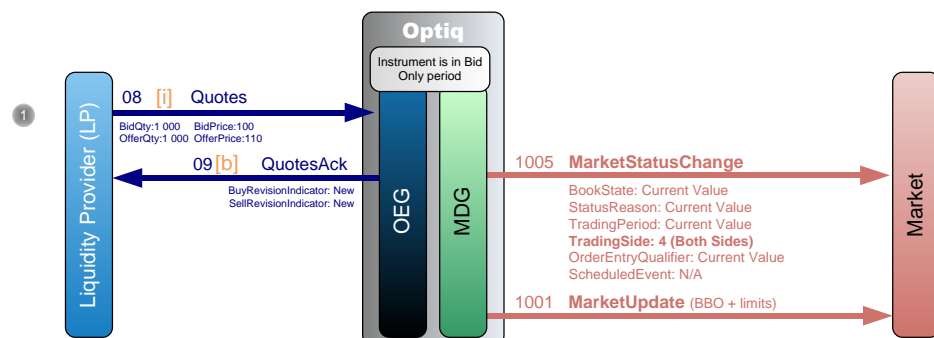 Optiq
Instrument is in Bid
Only period
1
Liquidity Provider (LP)
08 [i] Quotes
BidQty:1 000 BidPrice:100
OfferQty:1 000 OfferPrice:110
09 [b] QuotesAck
BuyRevisionIndicator: New
SellRevisionIndicator: New
OEG
MDG
1005 MarketStatusChange
BookState: Current Value
StatusReason: Current Value
TradingPeriod: Current Value
TradingSide: 4 (Both Sides)
OrderEntryQualifier: Current Value
ScheduledEvent: N/A
1001 MarketUpdate (BBO + limits)
Market